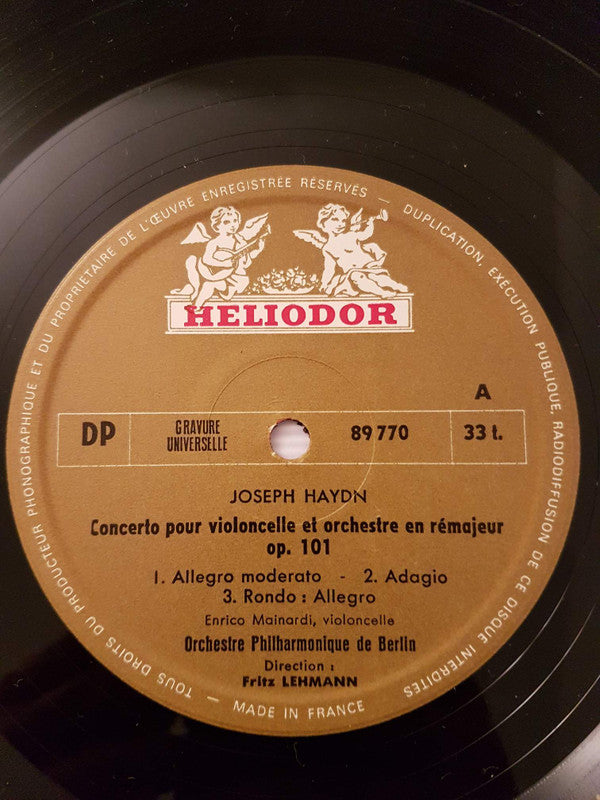 TOUS DROITS DU PRODUCTEUR PHONOGRAPHIQUE ET DU PROPRIETAIRE DE L'ŒUVRE ENREGISTRÉE RÉSERVÉS — DUPLICATION, EXÉCUTION PUBLIQUE, RADIODIFFUSION DE CE DISQUE INTERDITES
HELIODOR
A
DP GRAVURE UNIVERSELLE 89 770 33 t.
JOSEPH HAYDN
Concerto pour violoncelle et orchestre en rémajeur
op. 101
1. Allegro moderato - 2. Adagio
3. Rondo : Allegro
Enrico Mainardi, violoncelle
Orchestre Philharmonique de Berlin
Direction :
Fritz LEHMANN
— MADE IN FRANCE —